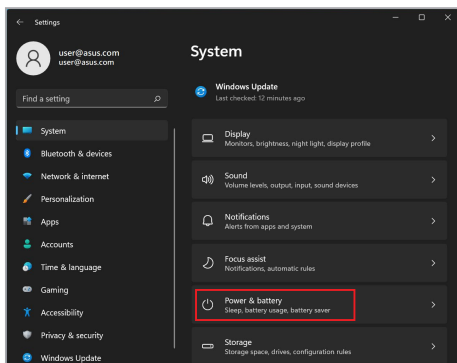 Settings
user@asus.com
user@asus.com
Find a setting
System
Bluetooth & devices
Network & internet
Personalization
Apps
Accounts
Time & language
Gaming
Accessibility
Privacy & security
Windows Update
System
Windows Update
Last checked: 12 minutes ago
Display
Monitors, brightness, night light, display profile
Sound
Volume levels, output, input, sound devices
Notifications
Alerts from apps and system
Focus assist
Notifications, automatic rules
Power & battery
Sleep, battery usage, battery saver
Storage
Storage space, drives, configuration rules